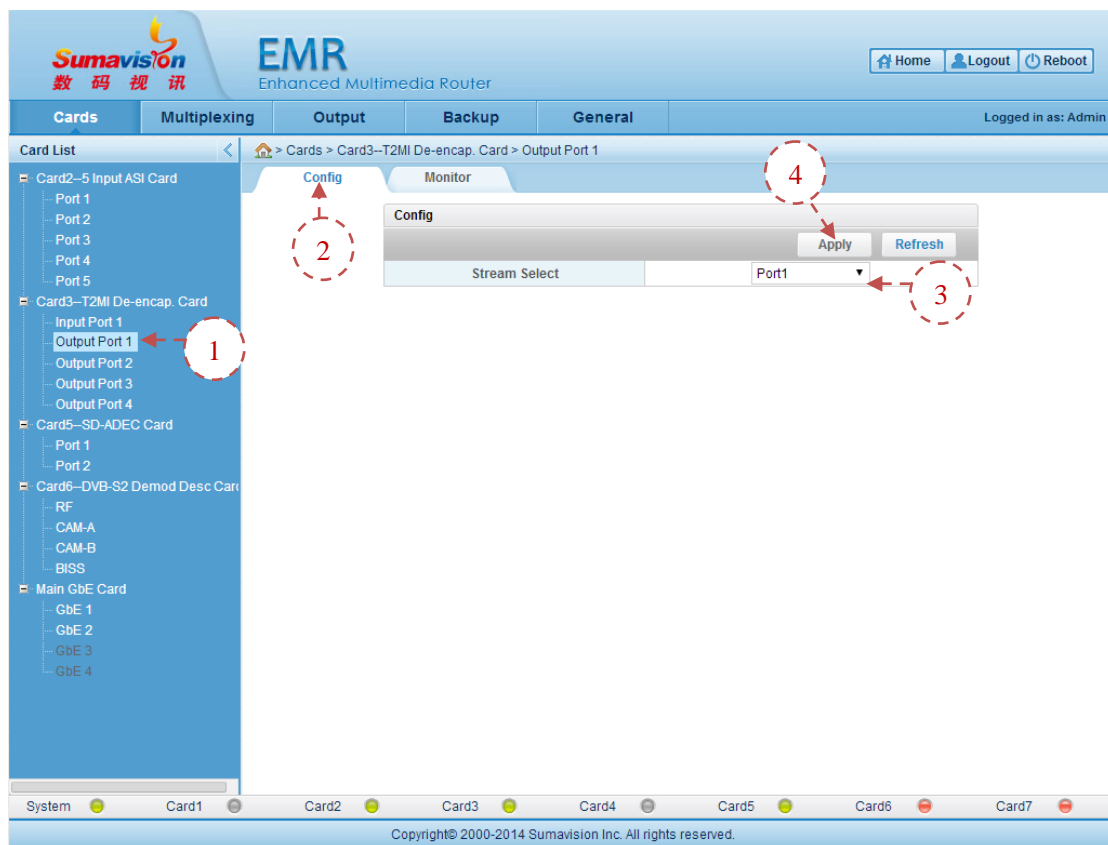 Sumavision
数 码 视 讯
EMR
Enhanced Multimedia Router
Home Logout Reboot
Cards Multiplexing Output Backup General Logged in as: Admin
Card List
> Cards > Card3--T2MI De-encap. Card > Output Port 1
Config Monitor
Config
Apply Refresh
Stream Select Port1
1
2
3
4
Card2--5 Input ASI Card
Port 1
Port 2
Port 3
Port 4
Port 5
Card3--T2MI De-encap. Card
Input Port 1
Output Port 1
Output Port 2
Output Port 3
Output Port 4
Card5--SD-ADEC Card
Port 1
Port 2
Card6--DVB-S2 Demod Desc Card
RF
CAM-A
CAM-B
BISS
Main GbE Card
GbE 1
GbE 2
GbE 3
GbE 4
System Card1 Card2 Card3 Card4 Card5 Card6 Card7
Copyright© 2000-2014 Sumavision Inc. All rights reserved.